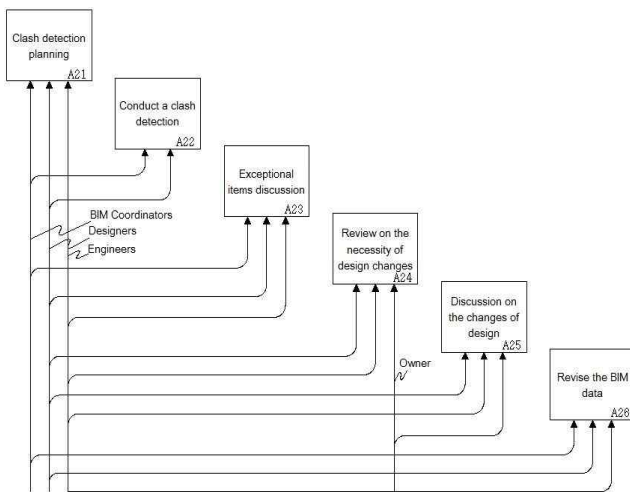 Clash detection
planning
A21
Conduct a clash
detection
A22
Exceptional
items discussion
A23
BIM Coordinators
Designers
Engineers
Review on the
necessity of
design changes
A24
Discussion on
the changes of
design
A25
Owner
Revise the BIM
data
A26